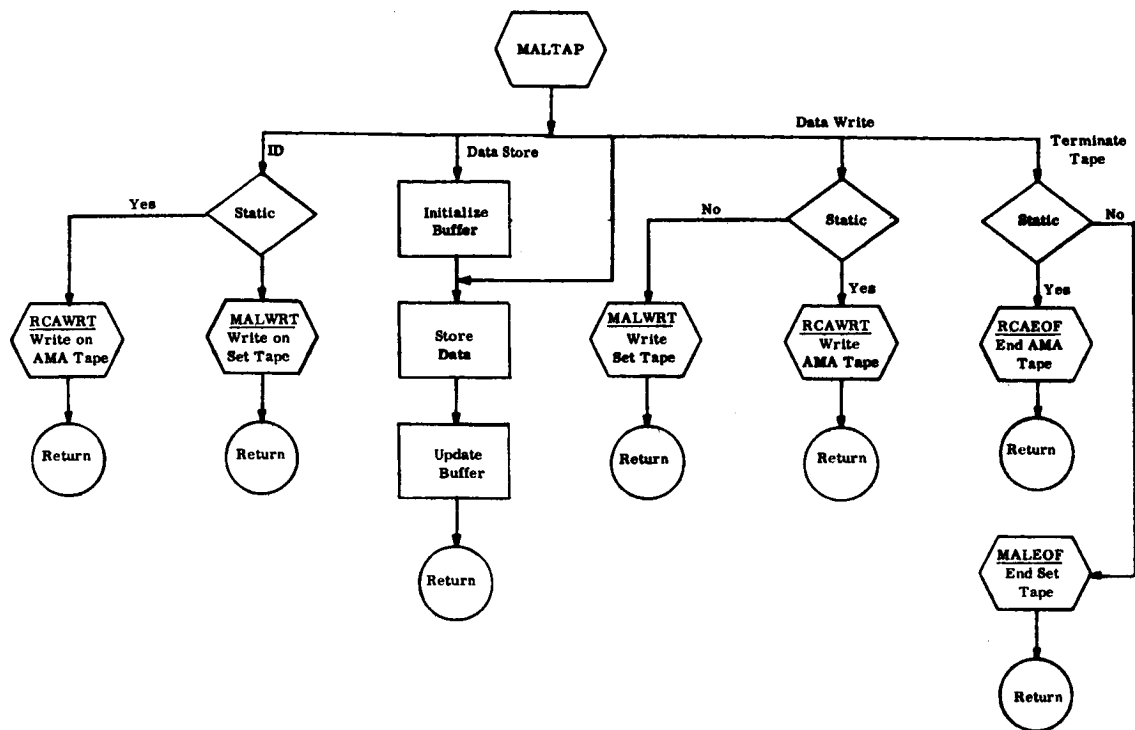 MALTAP
Data Write
ID
Data Store
Terminate
Tape
Yes
Static
Initialize
Buffer
No
Static
Static
No
Yes
Yes
RCAWRT
Write on
AMA Tape
MALWRT
Write on
Set Tape
Store
Data
MALWRT
Write
Set Tape
RCAWRT
Write
AMA Tape
RCAEOF
End AMA
Tape
Return
Return
Update
Buffer
Return
Return
Return
Return
MALEOF
End Set
Tape
Return